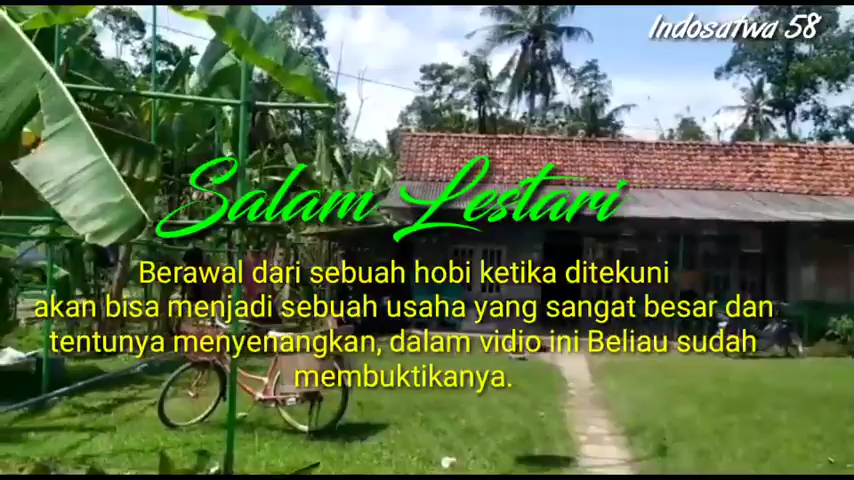 Indosatwa 58
Salam Lestari
Berawal dari sebuah hobi ketika ditekuni
akan bisa menjadi sebuah usaha yang sangat besar dan
tentunya menyenangkan, dalam vidio ini Beliau sudah
membuktikanya.